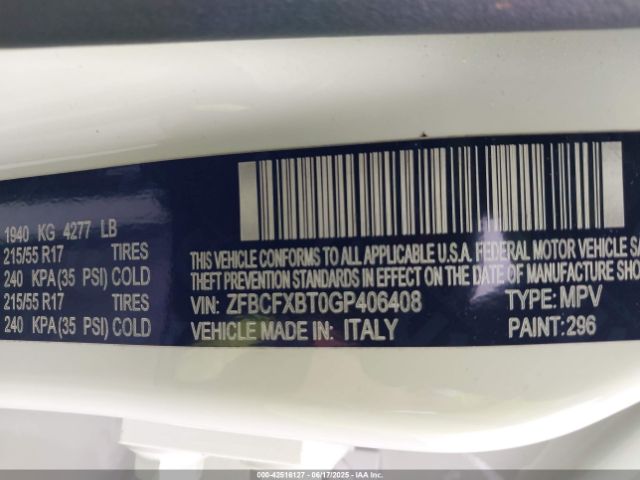 1940 KG 4277 LB
215/55 R17 TIRES
240 KPA(35 PSI) COLD
215/55 R17 TIRES
240 KPA(35 PSI) COLD
THIS VEHICLE CONFORMS TO ALL APPLICABLE U.S.A. FEDERAL MOTOR VEHICLE SA
THEFT PREVENTION STANDARDS IN EFFECT ON THE DATE OF MANUFACTURE SHO
VIN: ZFBCFXBT0GP406408 TYPE: MPV
VEHICLE MADE IN: ITALY PAINT:296
000-42516127 - 06/17/2025 - IAAI.COM